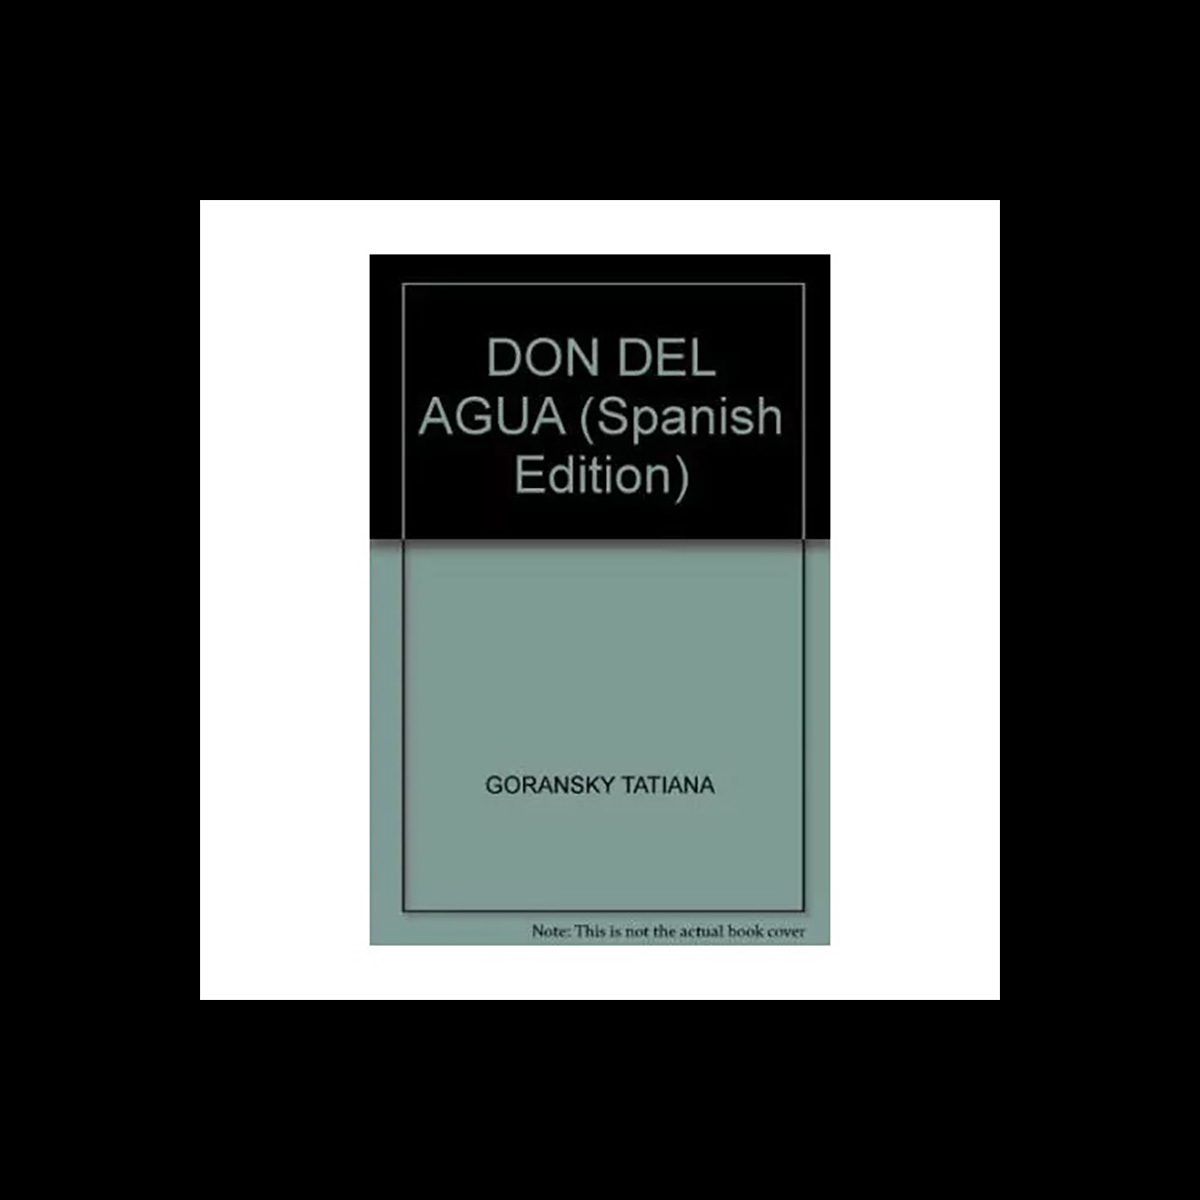 DON DEL
AGUA (Spanish
Edition)
GORANSKY TATIANA
Note: This is not the actual book cover